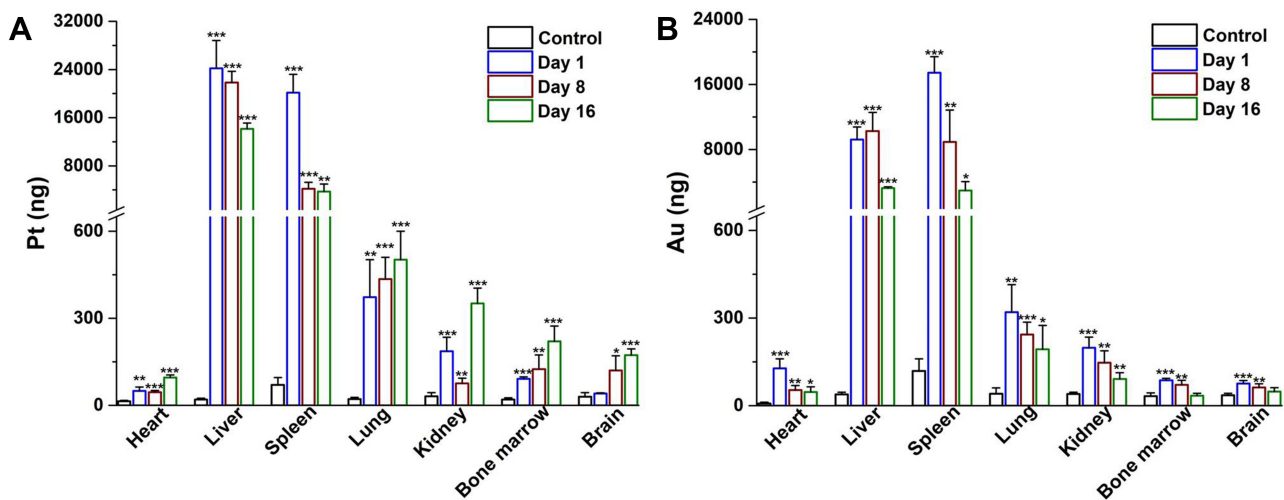 A
Pt (ng)
32000
24000
16000
8000
600
300
0
Control
Day 1
Day 8
Day 16
*** *** ***
*** *** **
** *** ***
*** ** ***
*** ** ***
** *** ***
* ***
Heart
Liver
Spleen
Lung
Kidney
Bone marrow
Brain
B
Au (ng)
24000
16000
8000
600
300
0
Control
Day 1
Day 8
Day 16
*** ** *
*** *** ***
*** ** *
** *** *
*** ** **
*** **
*** **
Heart
Liver
Spleen
Lung
Kidney
Bone marrow
Brain